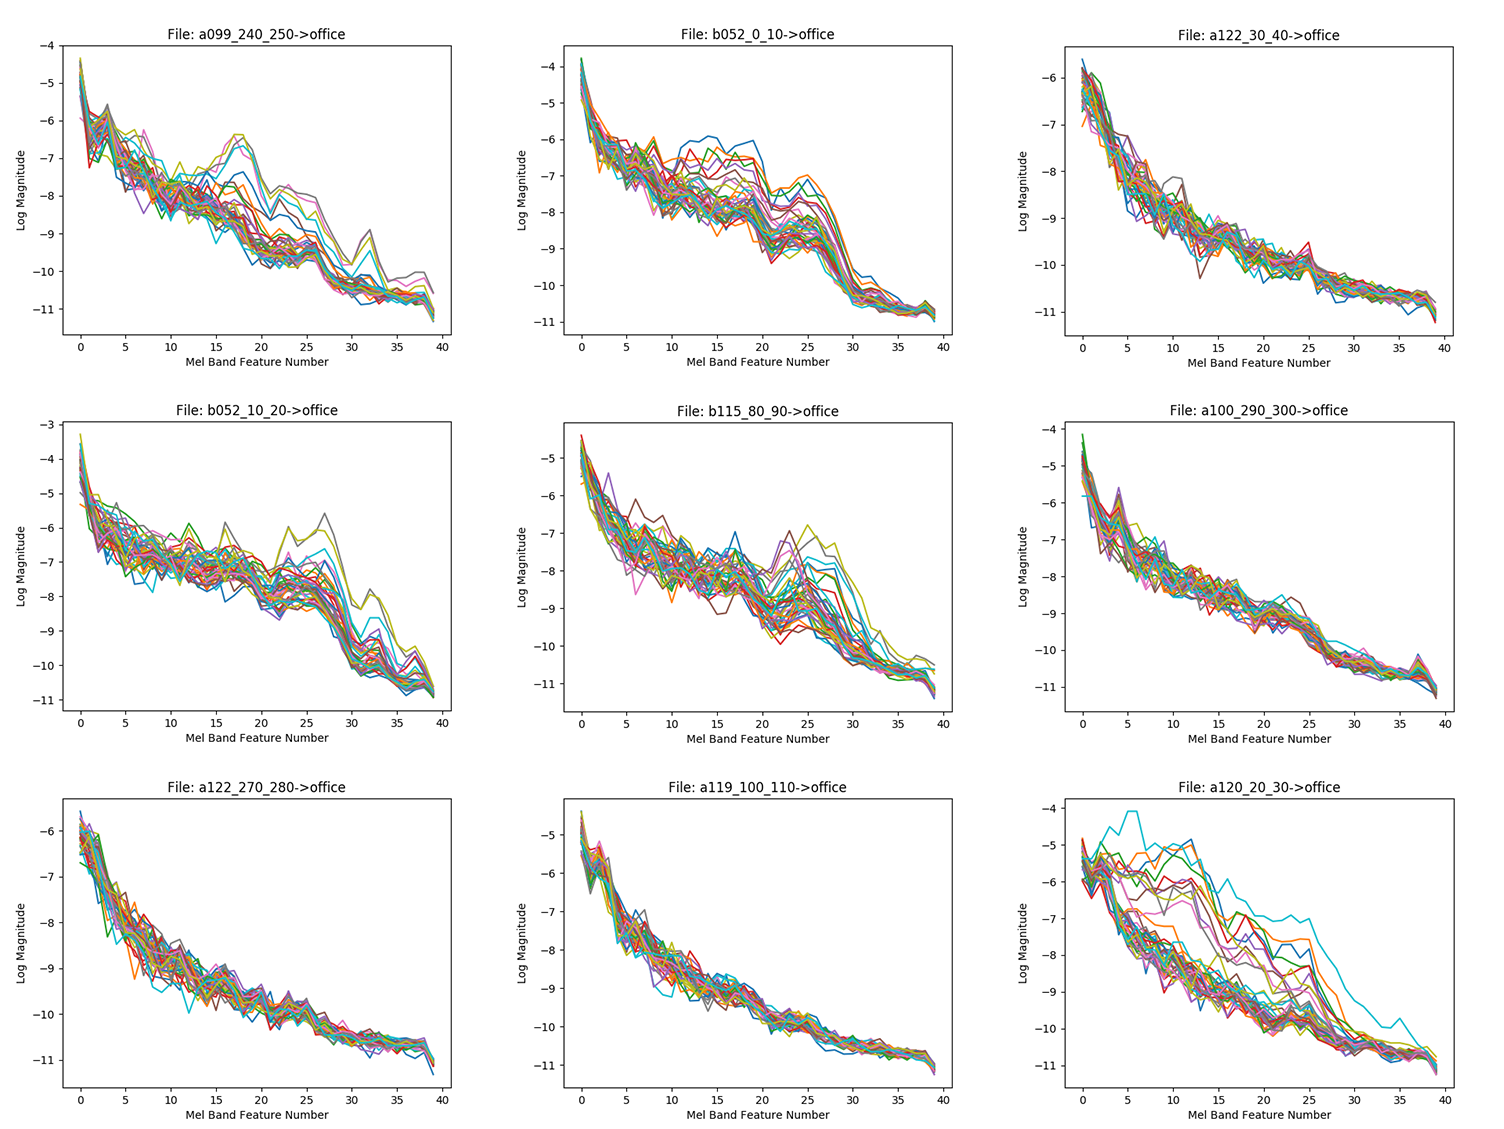 File: a099_240_250->office
Log Magnitude
−4
−5
−6
−7
−8
−9
−10
−11
0 5 10 15 20 25 30 35 40
Mel Band Feature Number
File: b052_0_10->office
Log Magnitude
−4
−5
−6
−7
−8
−9
−10
−11
0 5 10 15 20 25 30 35 40
Mel Band Feature Number
File: a122_30_40->office
Log Magnitude
−6
−7
−8
−9
−10
−11
0 5 10 15 20 25 30 35 40
Mel Band Feature Number
File: b052_10_20->office
Log Magnitude
−3
−4
−5
−6
−7
−8
−9
−10
−11
0 5 10 15 20 25 30 35 40
Mel Band Feature Number
File: b115_80_90->office
Log Magnitude
−5
−6
−7
−8
−9
−10
−11
0 5 10 15 20 25 30 35 40
Mel Band Feature Number
File: a100_290_300->office
Log Magnitude
−4
−5
−6
−7
−8
−9
−10
−11
0 5 10 15 20 25 30 35 40
Mel Band Feature Number
File: a122_270_280->office
Log Magnitude
−6
−7
−8
−9
−10
−11
0 5 10 15 20 25 30 35 40
Mel Band Feature Number
File: a119_100_110->office
Log Magnitude
−5
−6
−7
−8
−9
−10
−11
0 5 10 15 20 25 30 35 40
Mel Band Feature Number
File: a120_20_30->office
Log Magnitude
−4
−5
−6
−7
−8
−9
−10
−11
0 5 10 15 20 25 30 35 40
Mel Band Feature Number